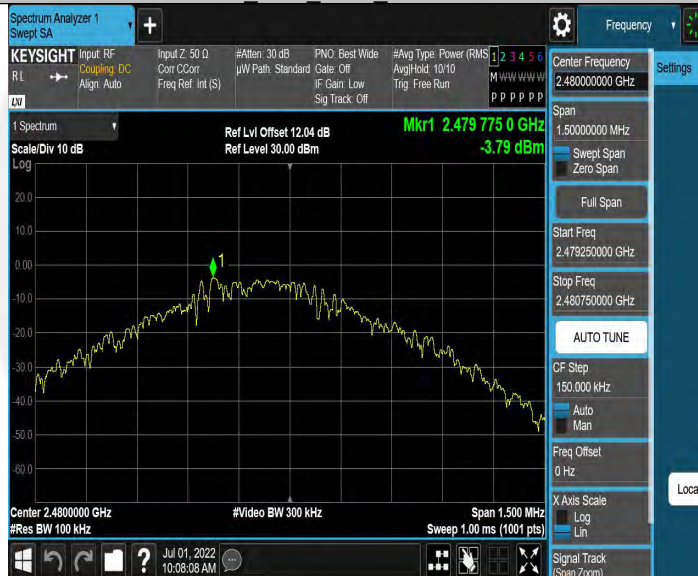 Spectrum Analyzer 1
Swept SA
Frequency
KEYSIGHT
RL
LXI
Input: RF
Coupling: DC
Align: Auto
Input Z: 50 Ω
Corr CCorr
Freq Ref: Int (S)
#Atten: 30 dB
µW Path: Standard
PNO: Best Wide
Gate: Off
IF Gain: Low
Sig Track: Off
#Avg Type: Power (RMS
Avg|Hold: 10/10
Trig: Free Run
1 2 3 4 5 6
M W W W W W
P P P P P P
1 Spectrum
Scale/Div 10 dB
Log
Ref Lvl Offset 12.04 dB
Ref Level 30.00 dBm
Mkr1 2.479 775 0 GHz
-3.79 dBm
20.0
10.0
0.00
-10.0
-20.0
-30.0
-40.0
-50.0
-60.0
1
Center 2.4800000 GHz
#Res BW 100 kHz
#Video BW 300 kHz
Span 1.500 MHz
Sweep 1.00 ms (1001 pts)
?
Jul 01, 2022
10:08:08 AM
Center Frequency
2.480000000 GHz
Span
1.50000000 MHz
Swept Span
Zero Span
Full Span
Start Freq
2.479250000 GHz
Stop Freq
2.480750000 GHz
AUTO TUNE
CF Step
150.000 kHz
Auto
Man
Freq Offset
0 Hz
X Axis Scale
Log
Lin
Signal Track
(Span Zoom)
Settings
Loca